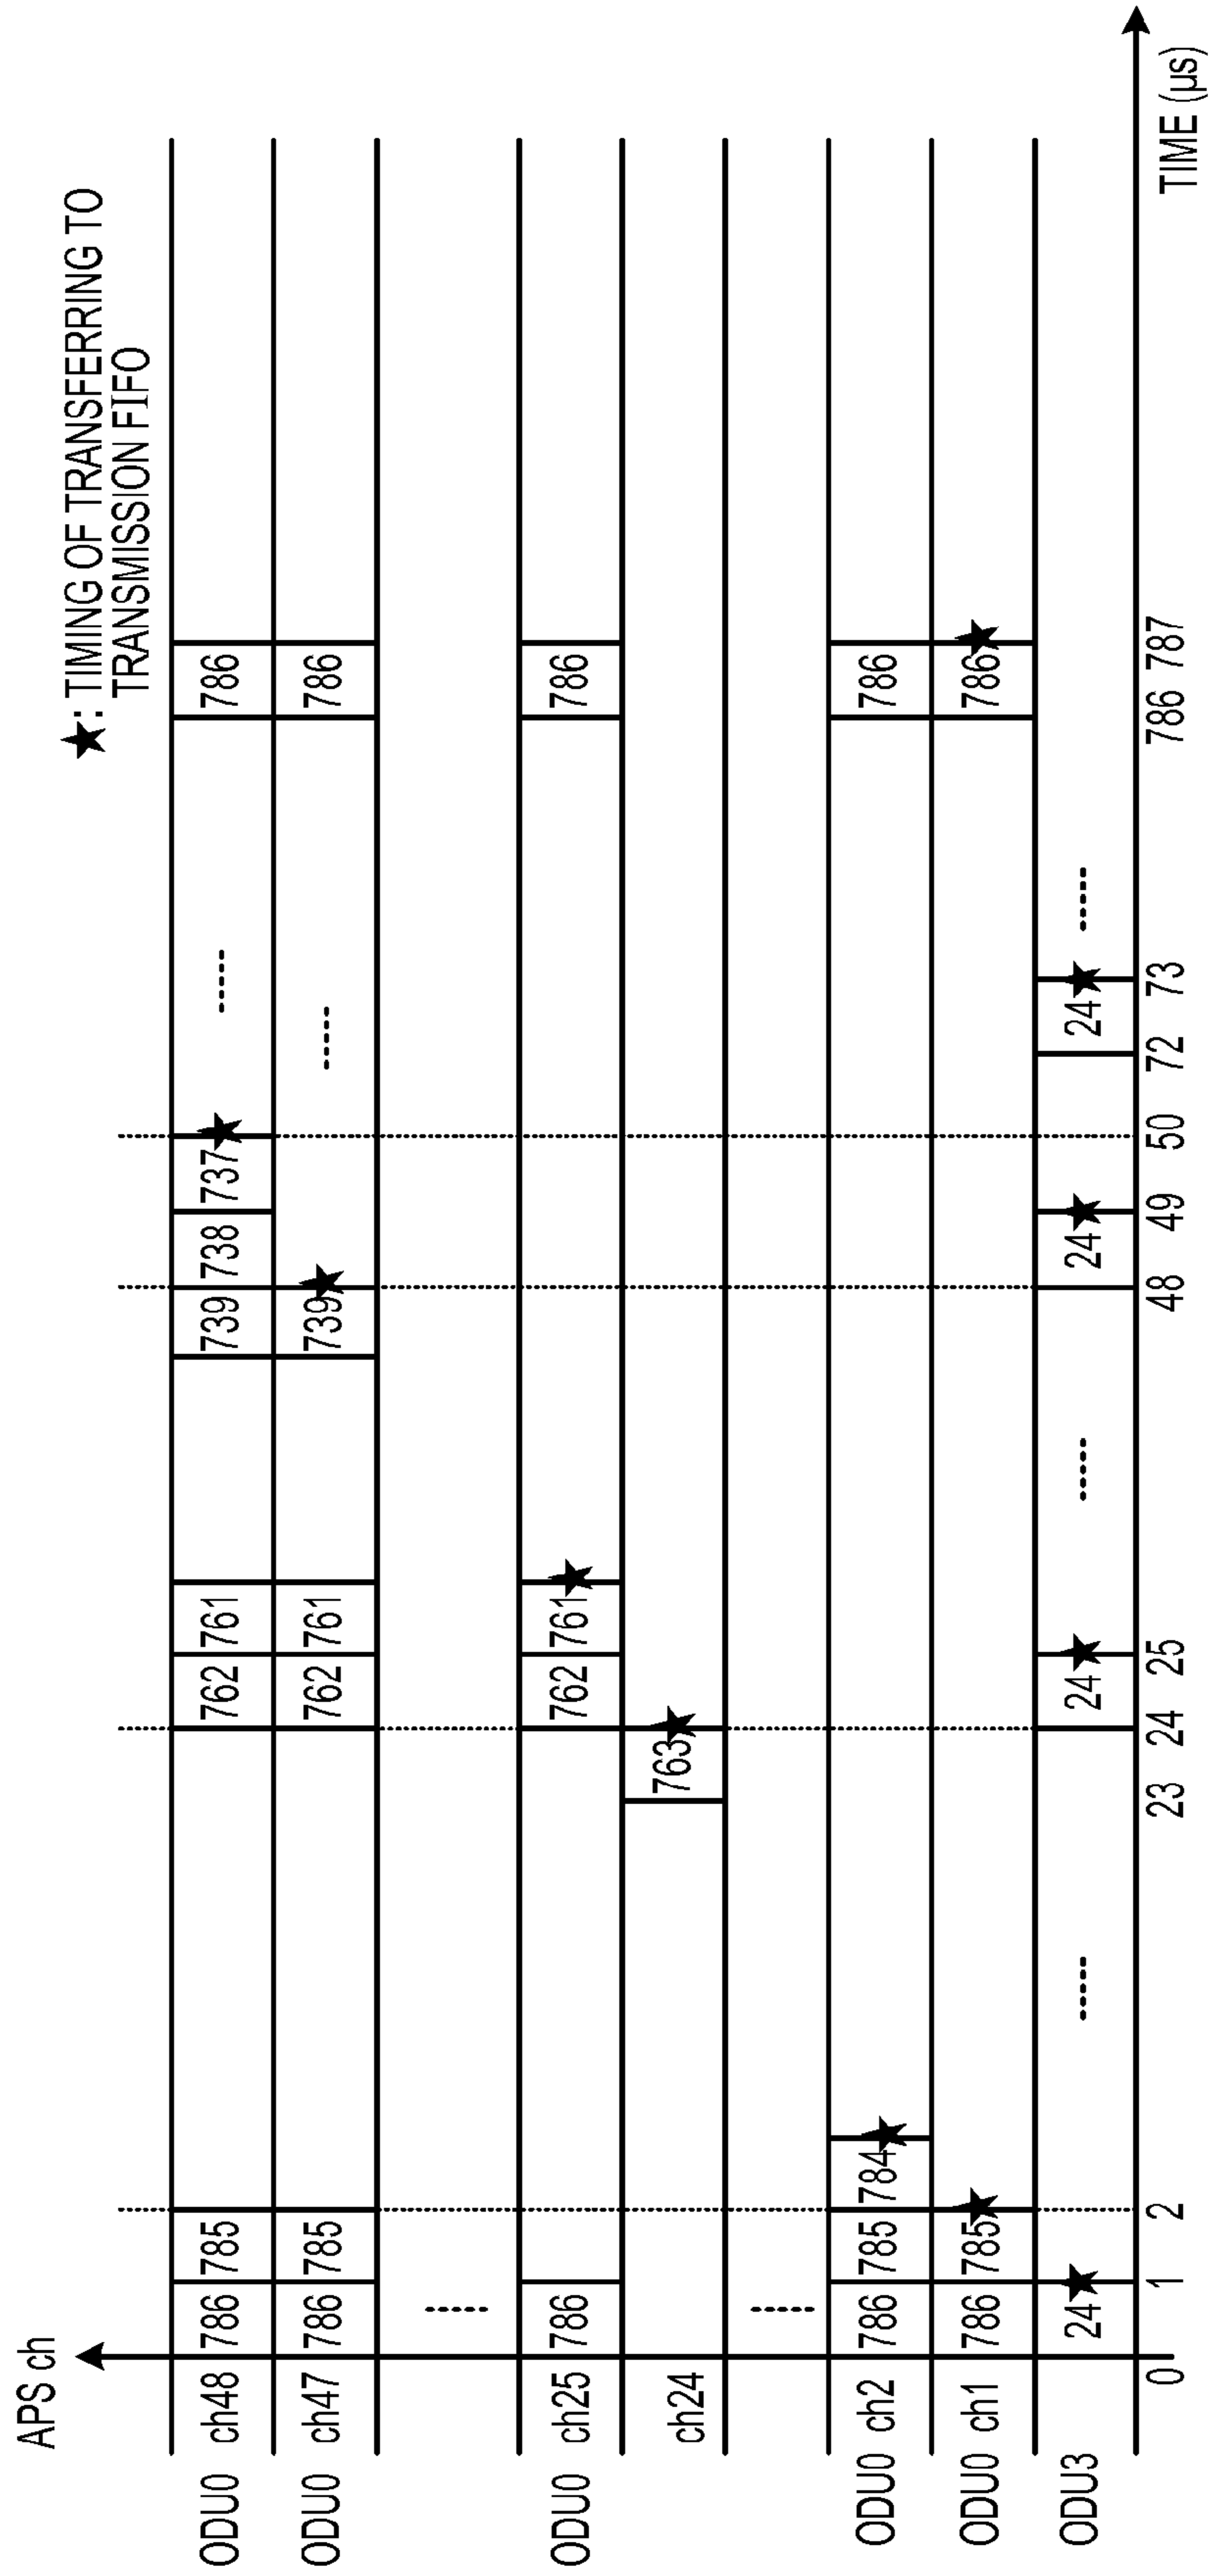 ★: TIMING OF TRANSFERRING TO
TRANSMISSION FIFO
APS ch
ODU0 ch48 786 785 762 761 739 738 737 ----- 786
ODU0 ch47 786 785 762 761 739 ----- 786
ODU0 ch25 786 762 761 786
ch24 763
ODU0 ch2 786 785 784 786
ODU0 ch1 786 785 786
ODU3 24 ----- 24 ----- 24 24 -----
0 1 2 23 24 25 48 49 50 72 73 786 787
TIME (μs)